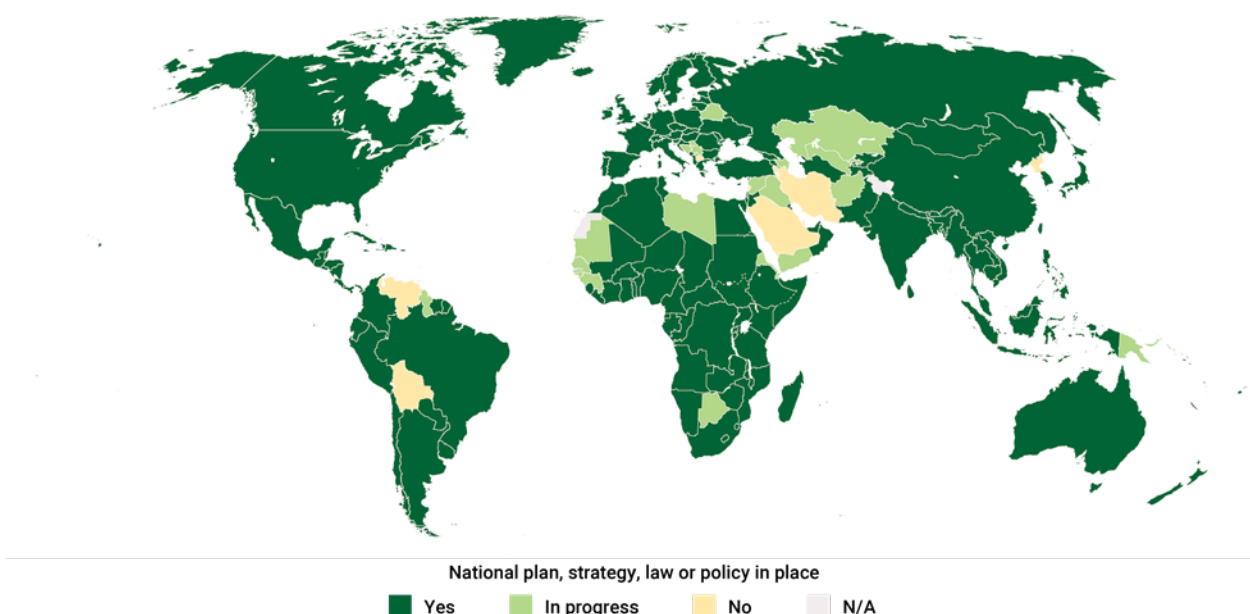 National plan, strategy, law or policy in place
Yes In progress No N/A